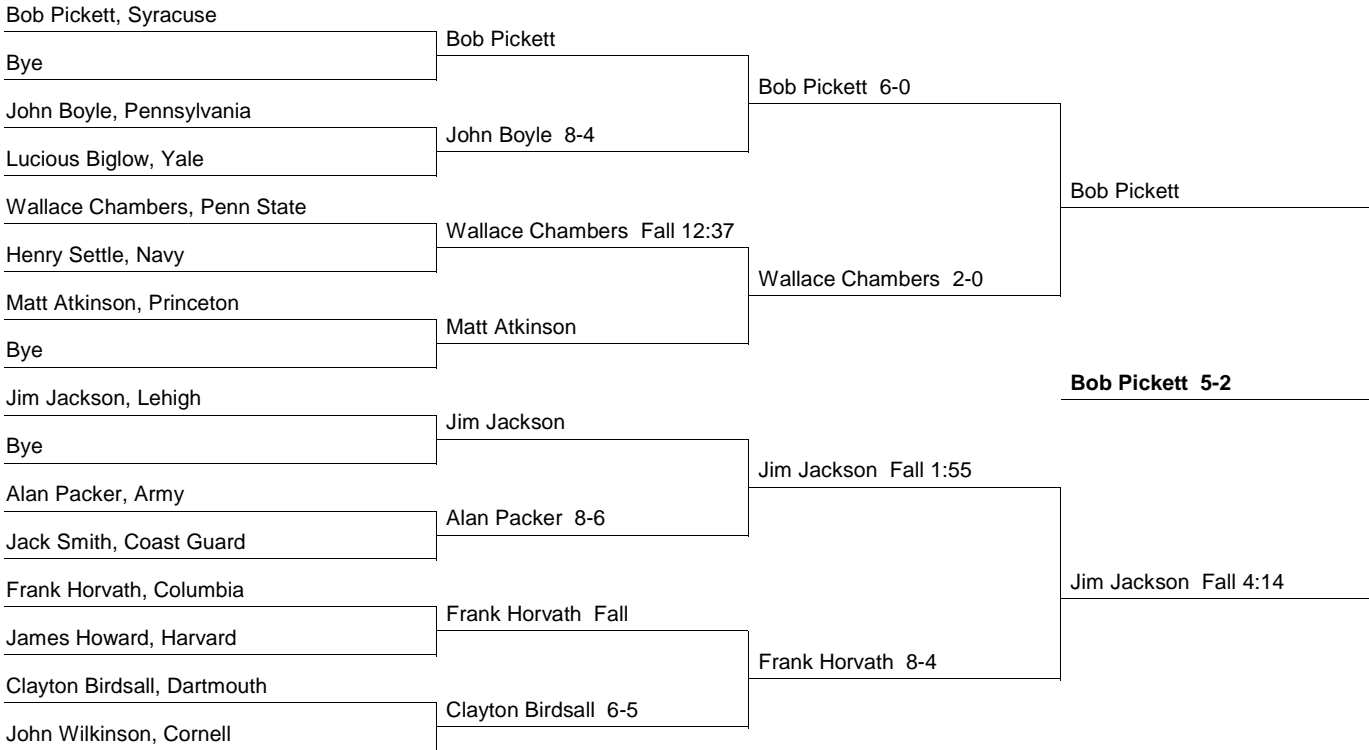 Bob Pickett, Syracuse
Bye
John Boyle, Pennsylvania
Lucious Biglow, Yale
Wallace Chambers, Penn State
Henry Settle, Navy
Matt Atkinson, Princeton
Bye
Jim Jackson, Lehigh
Bye
Alan Packer, Army
Jack Smith, Coast Guard
Frank Horvath, Columbia
James Howard, Harvard
Clayton Birdsall, Dartmouth
John Wilkinson, Cornell
Bob Pickett
John Boyle 8-4
Wallace Chambers Fall 12:37
Matt Atkinson
Jim Jackson
Alan Packer 8-6
Frank Horvath Fall
Clayton Birdsall 6-5
Bob Pickett 6-0
Wallace Chambers 2-0
Jim Jackson Fall 1:55
Frank Horvath 8-4
Bob Pickett
Bob Pickett 5-2
Jim Jackson Fall 4:14